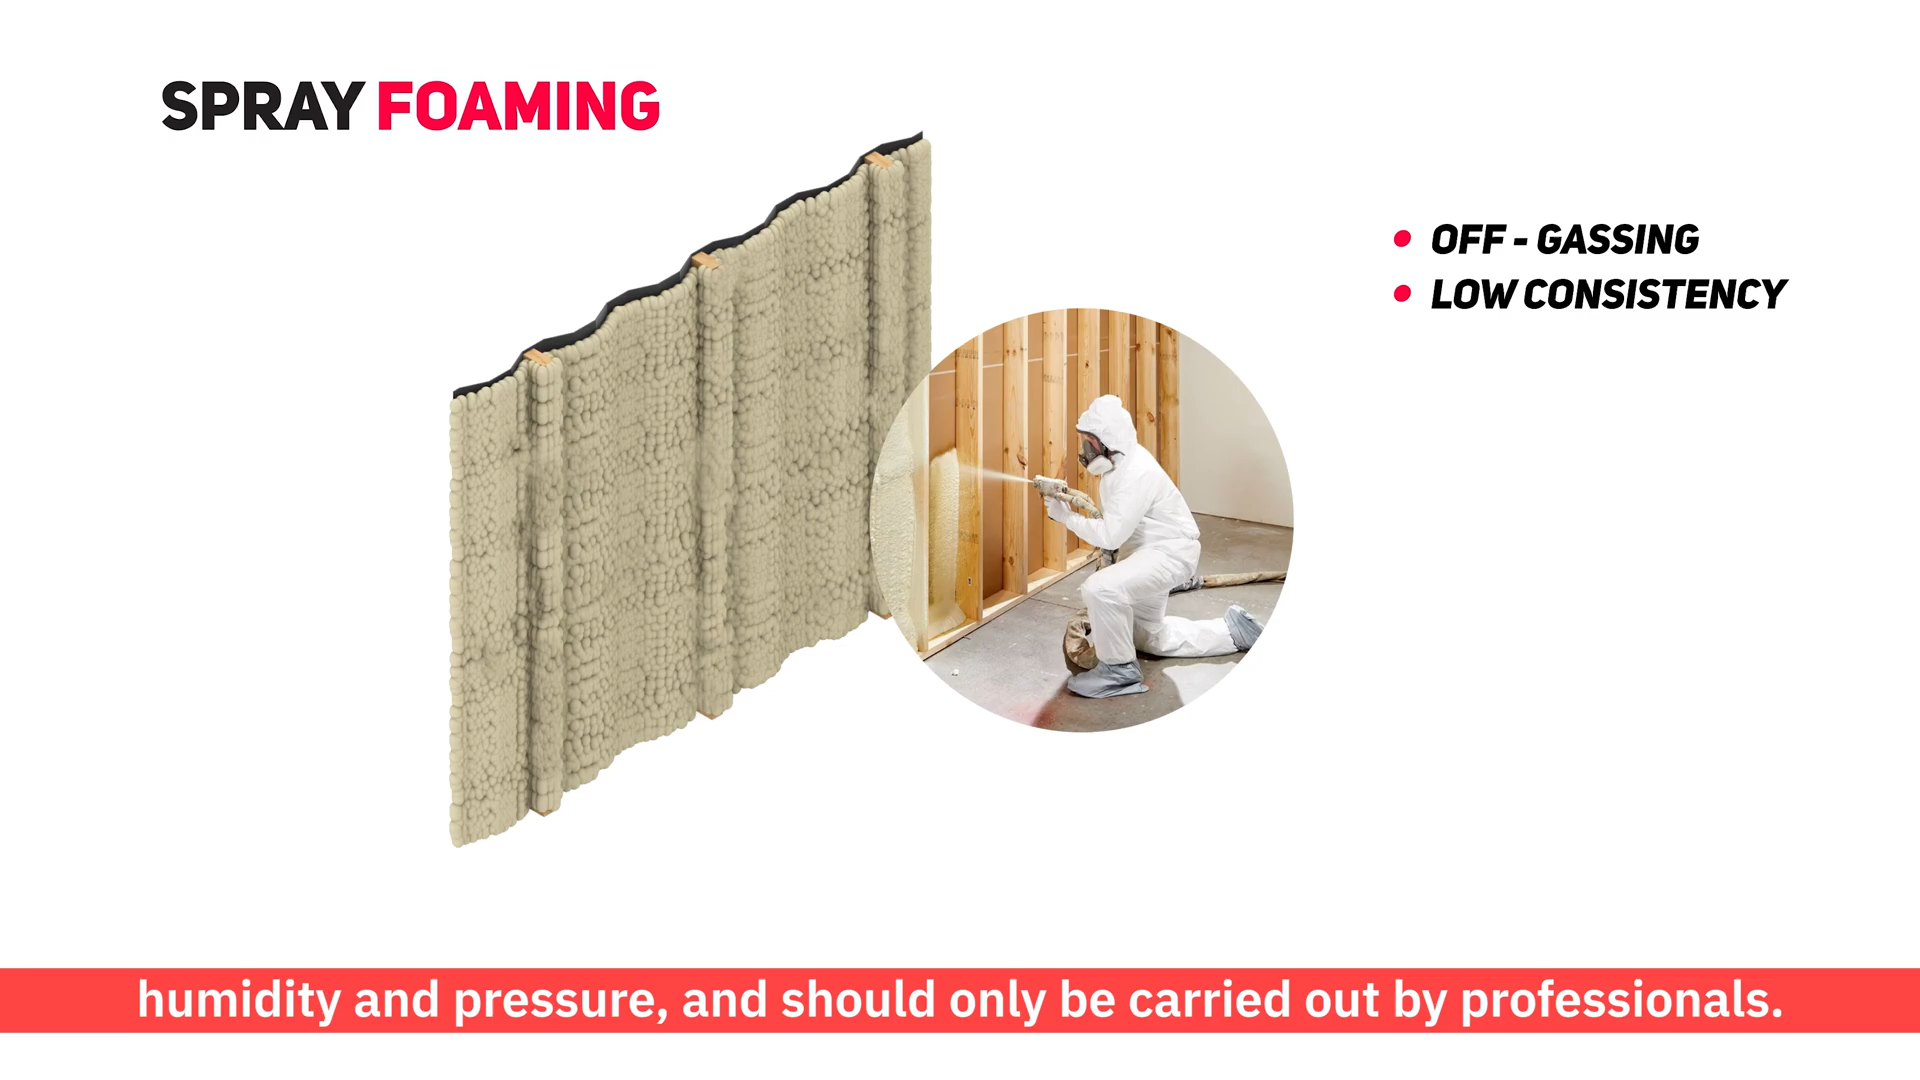 SPRAY FOAMING
OFF - GASSING
LOW CONSISTENCY
humidity and pressure, and should only be carried out by professionals.